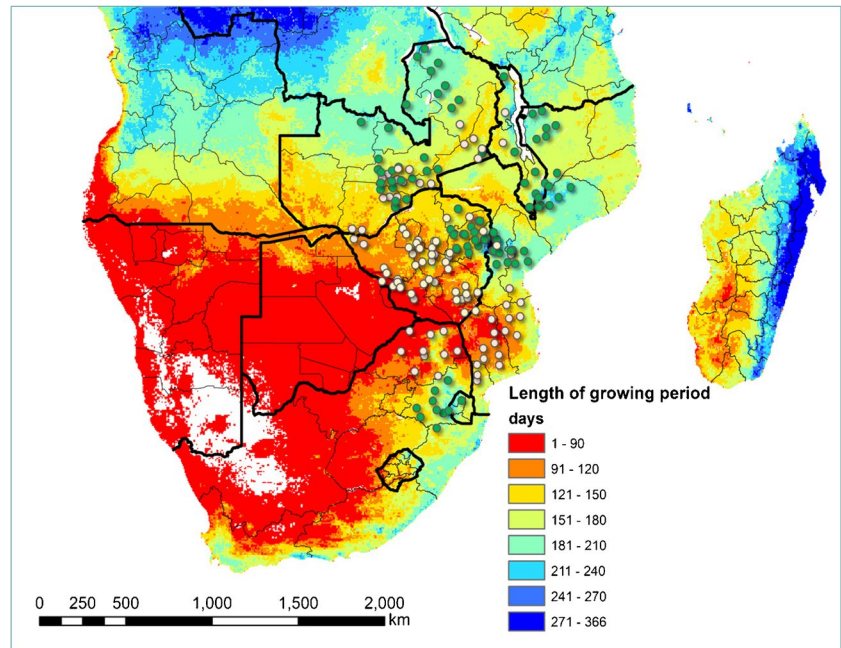 Length of growing period
days
1 - 90
91 - 120
121 - 150
151 - 180
181 - 210
211 - 240
241 - 270
271 - 366
0 250 500 1,000 1,500 2,000
km